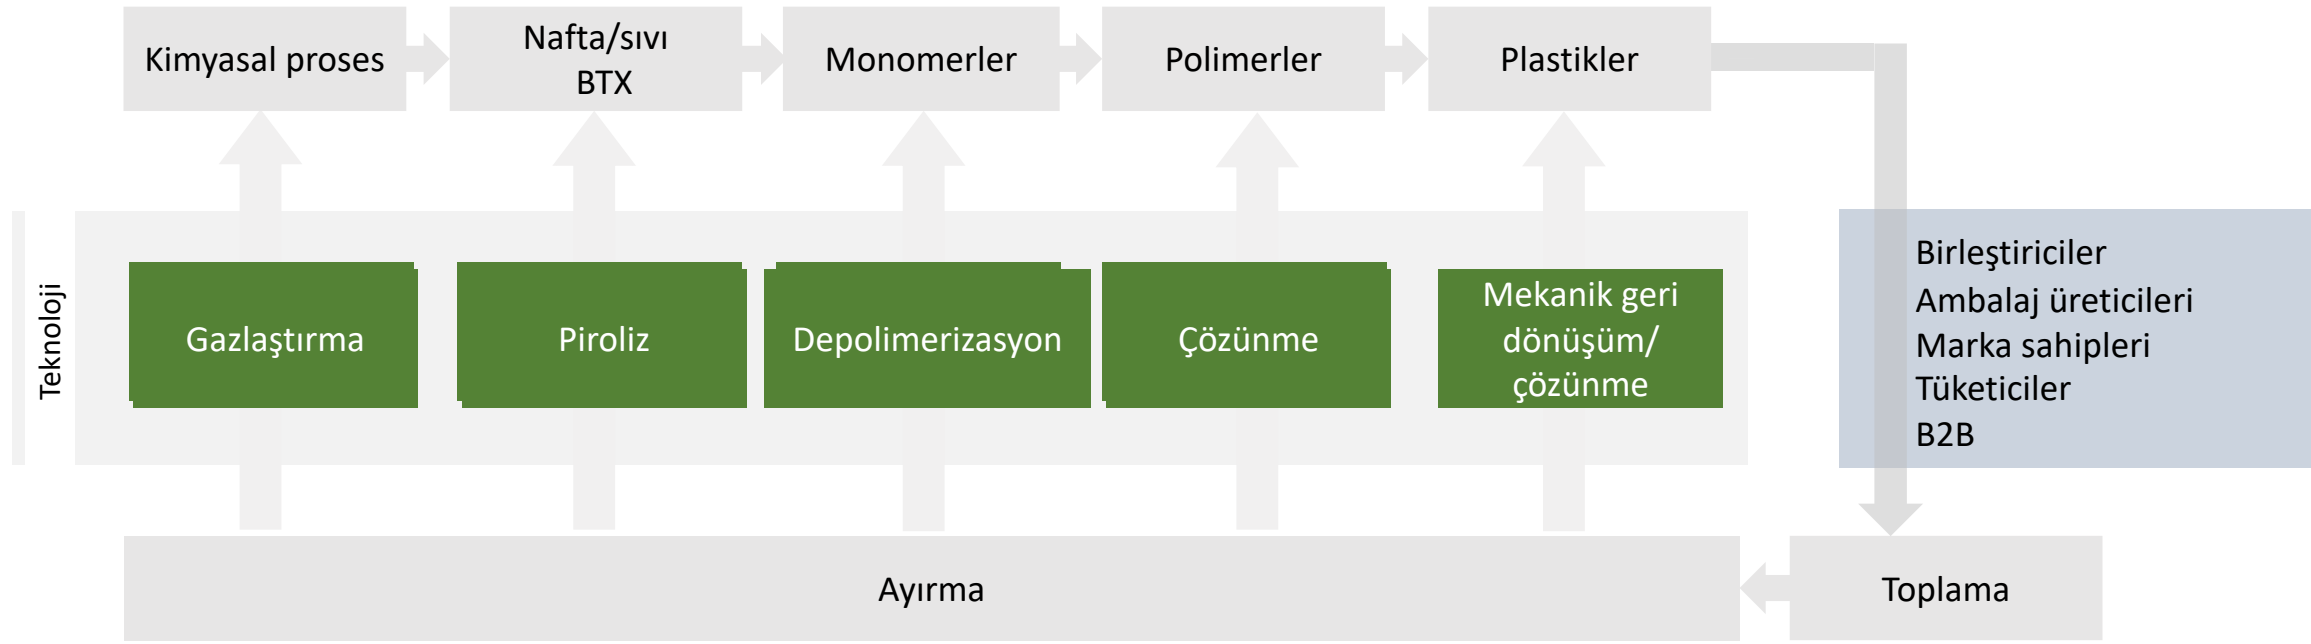 Kimyasal proses
Nafta/sıvı
BTX
Monomerler
Polimerler
Plastikler
Teknoloji
Gazlaştırma
Piroliz
Depolimerizasyon
Çözünme
Mekanik geri
dönüşüm/
çözünme
Birleştiriciler
Ambalaj üreticileri
Marka sahipleri
Tüketiciler
B2B
Ayırma
Toplama